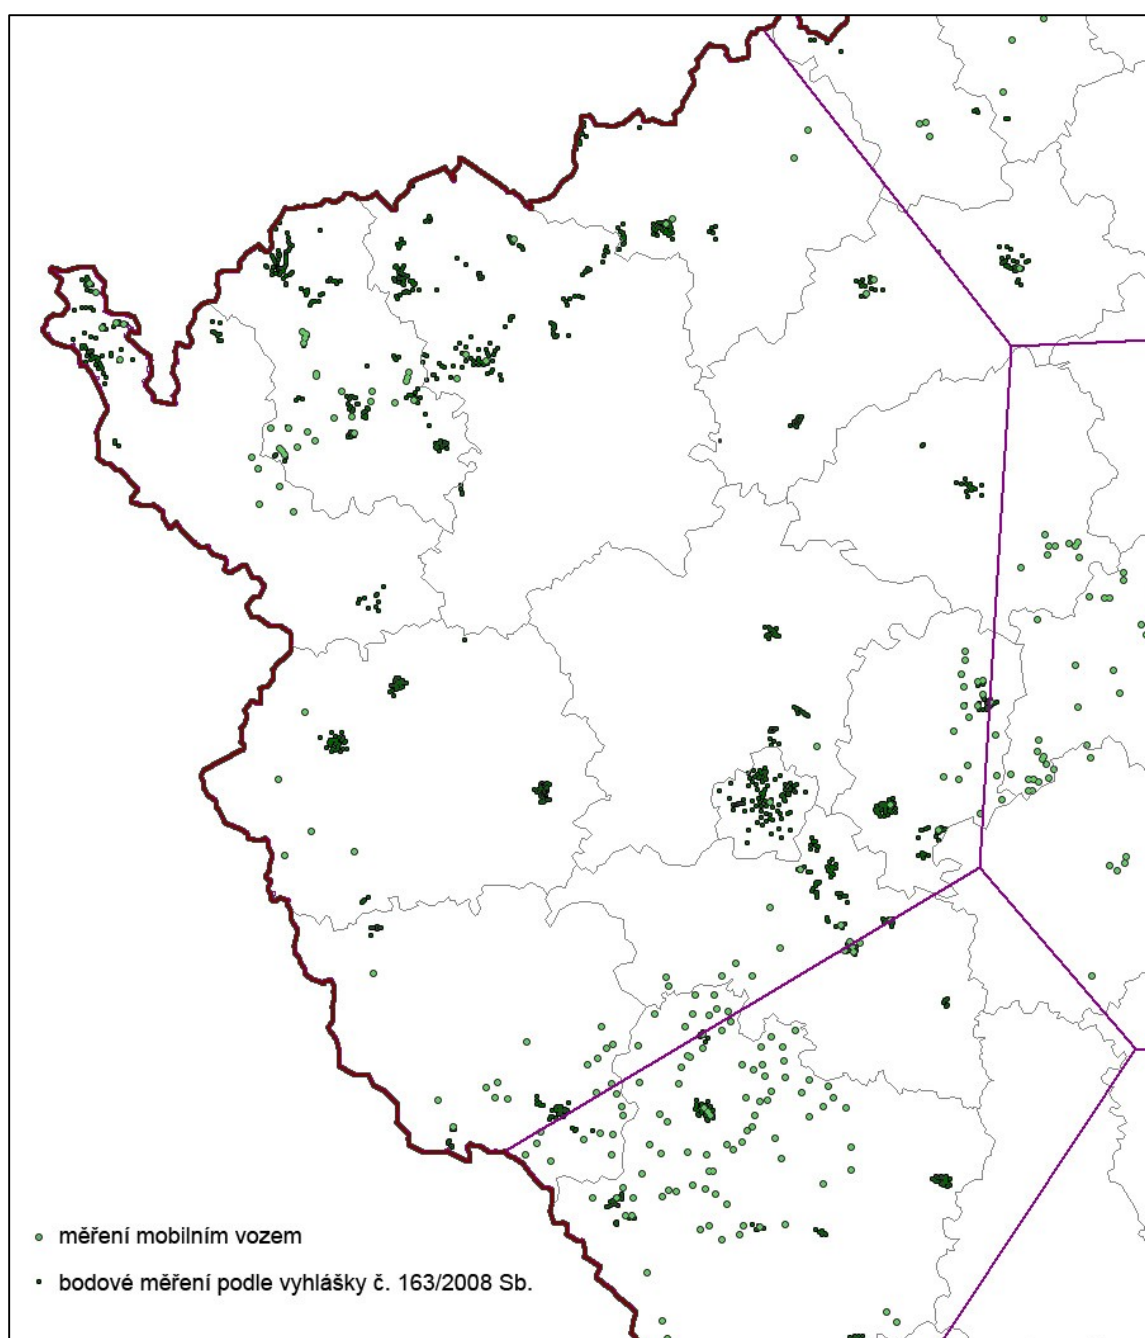 měření mobilním vozem
bodové měření podle vyhlášky č. 163/2008 Sb.